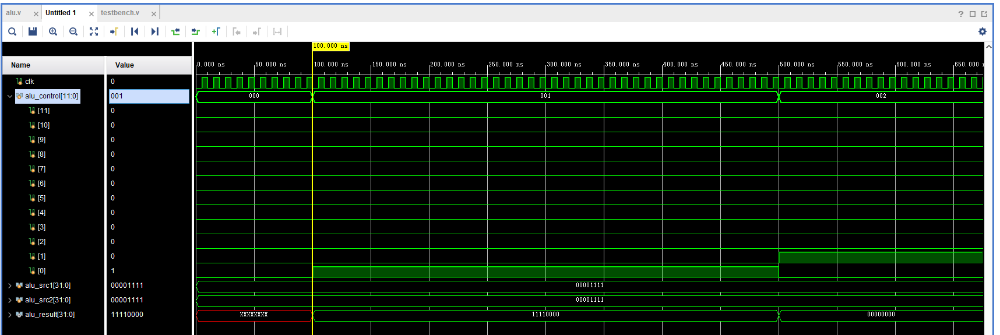 alu.v Untitled 1 testbench.v
100.000 ns
Name Value
0.000 ns 50.000 ns 100.000 ns 150.000 ns 200.000 ns 250.000 ns 300.000 ns 350.000 ns 400.000 ns 450.000 ns 500.000 ns 550.000 ns 600.000 ns 650.000
clk 0
alu_control[11:0] 001 000 001 002
[11] 0
[10] 0
[9] 0
[8] 0
[7] 0
[6] 0
[5] 0
[4] 0
[3] 0
[2] 0
[1] 0
[0] 1
alu_src1[31:0] 00001111 00001111
alu_src2[31:0] 00001111 00001111
alu_result[31:0] 11110000 XXXXXXXX 11110000 00000000